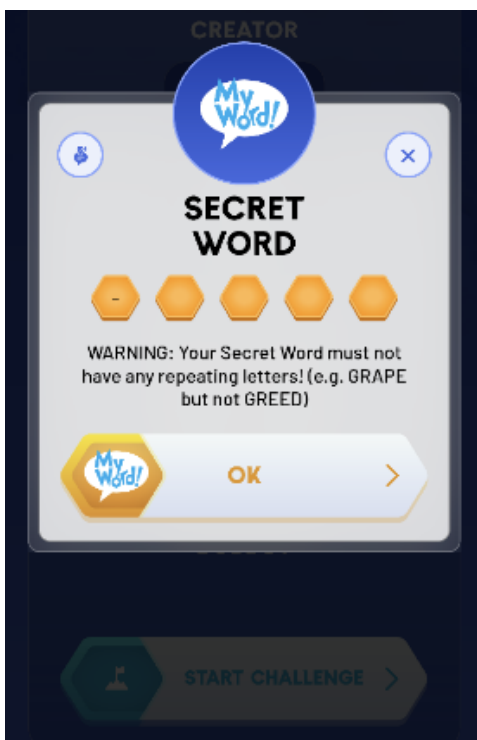 CREATOR
My
Word!
SECRET
WORD
-
WARNING: Your Secret Word must not
have any repeating letters! (e.g. GRAPE
but not GREED)
My
Word!
OK
START CHALLENGE